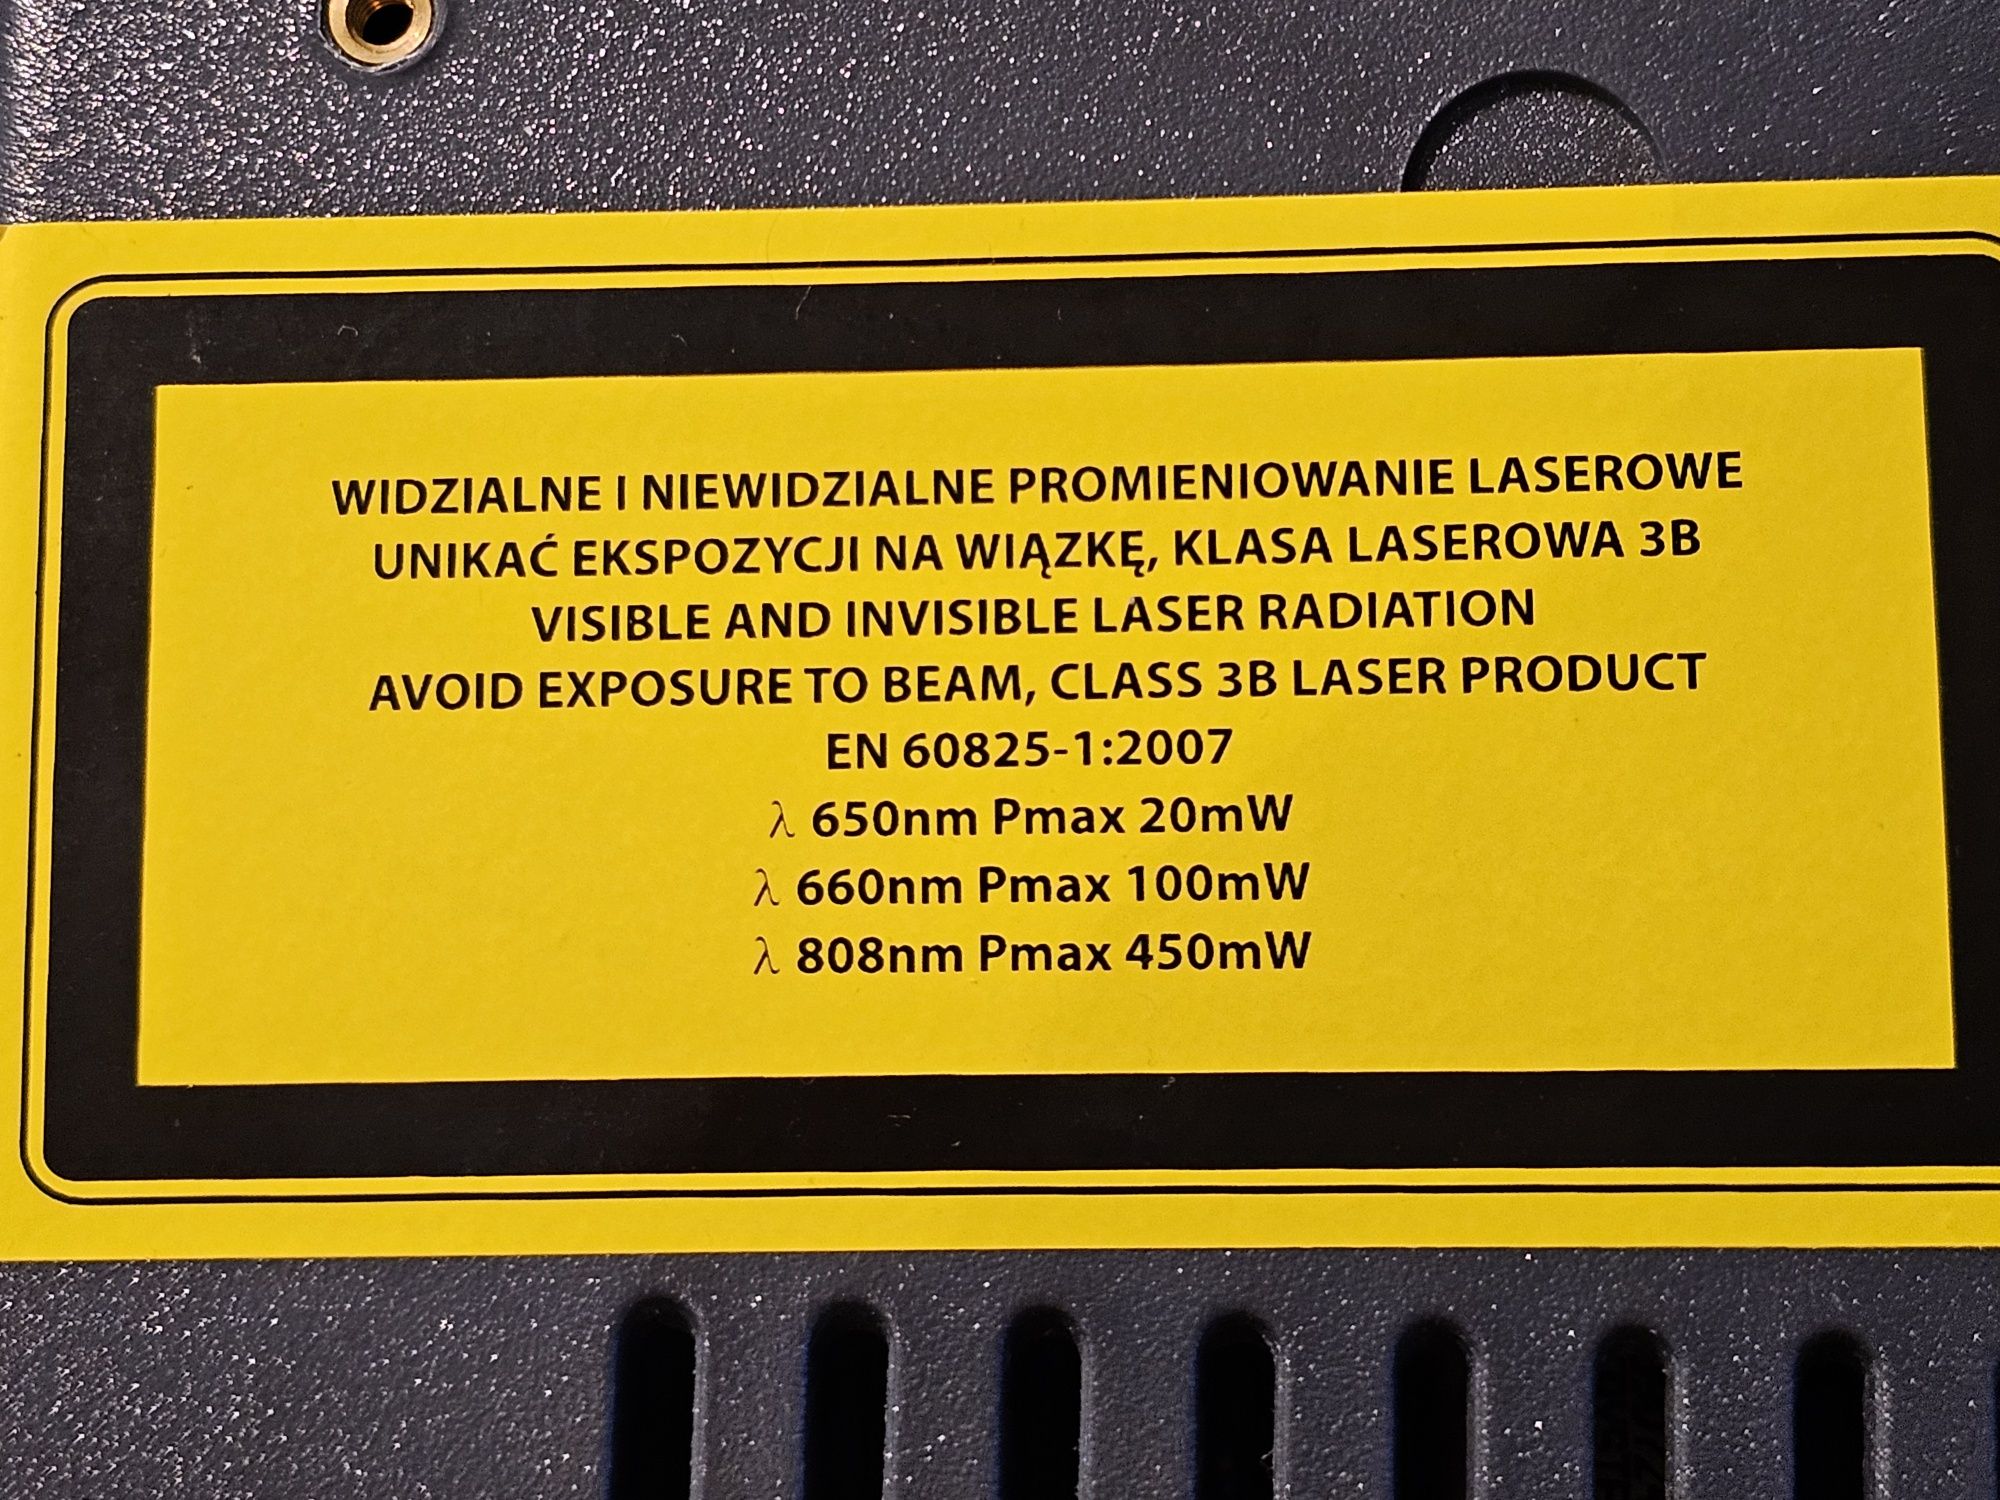 WIDZIALNE I NIEWIDZIALNE PROMIENIOWANIE LASEROWE
UNIKAĆ EKSPOZYCJI NA WIĄZKĘ, KLASA LASEROWA 3B
VISIBLE AND INVISIBLE LASER RADIATION
AVOID EXPOSURE TO BEAM, CLASS 3B LASER PRODUCT
EN 60825-1:2007
λ 650nm Pmax 20mW
λ 660nm Pmax 100mW
λ 808nm Pmax 450mW